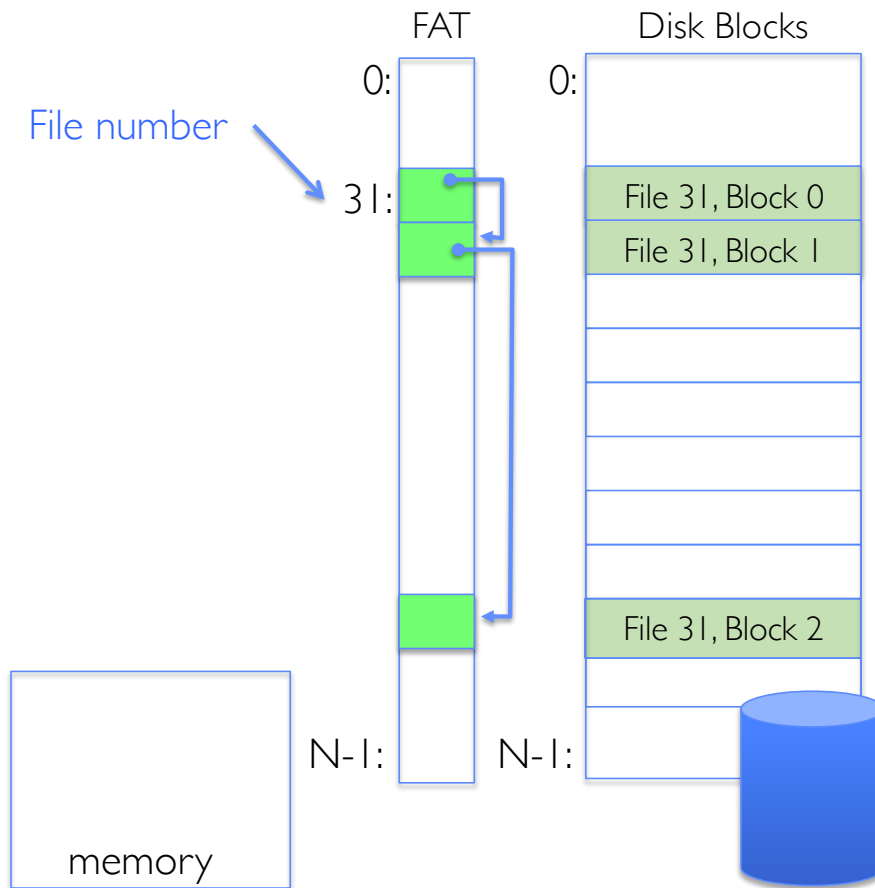 FAT
Disk Blocks
0:
0:
File number
31:
File 31, Block 0
File 31, Block 1
File 31, Block 2
N-1:
N-1:
memory